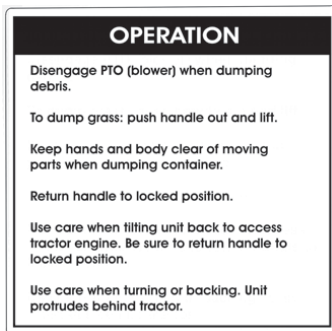 OPERATION
Disengage PTO (blower) when dumping
debris.
To dump grass: push handle out and lift.
Keep hands and body clear of moving
parts when dumping container.
Return handle to locked position.
Use care when tilting unit back to access
tractor engine. Be sure to return handle to
locked position.
Use care when turning or backing. Unit
protrudes behind tractor.